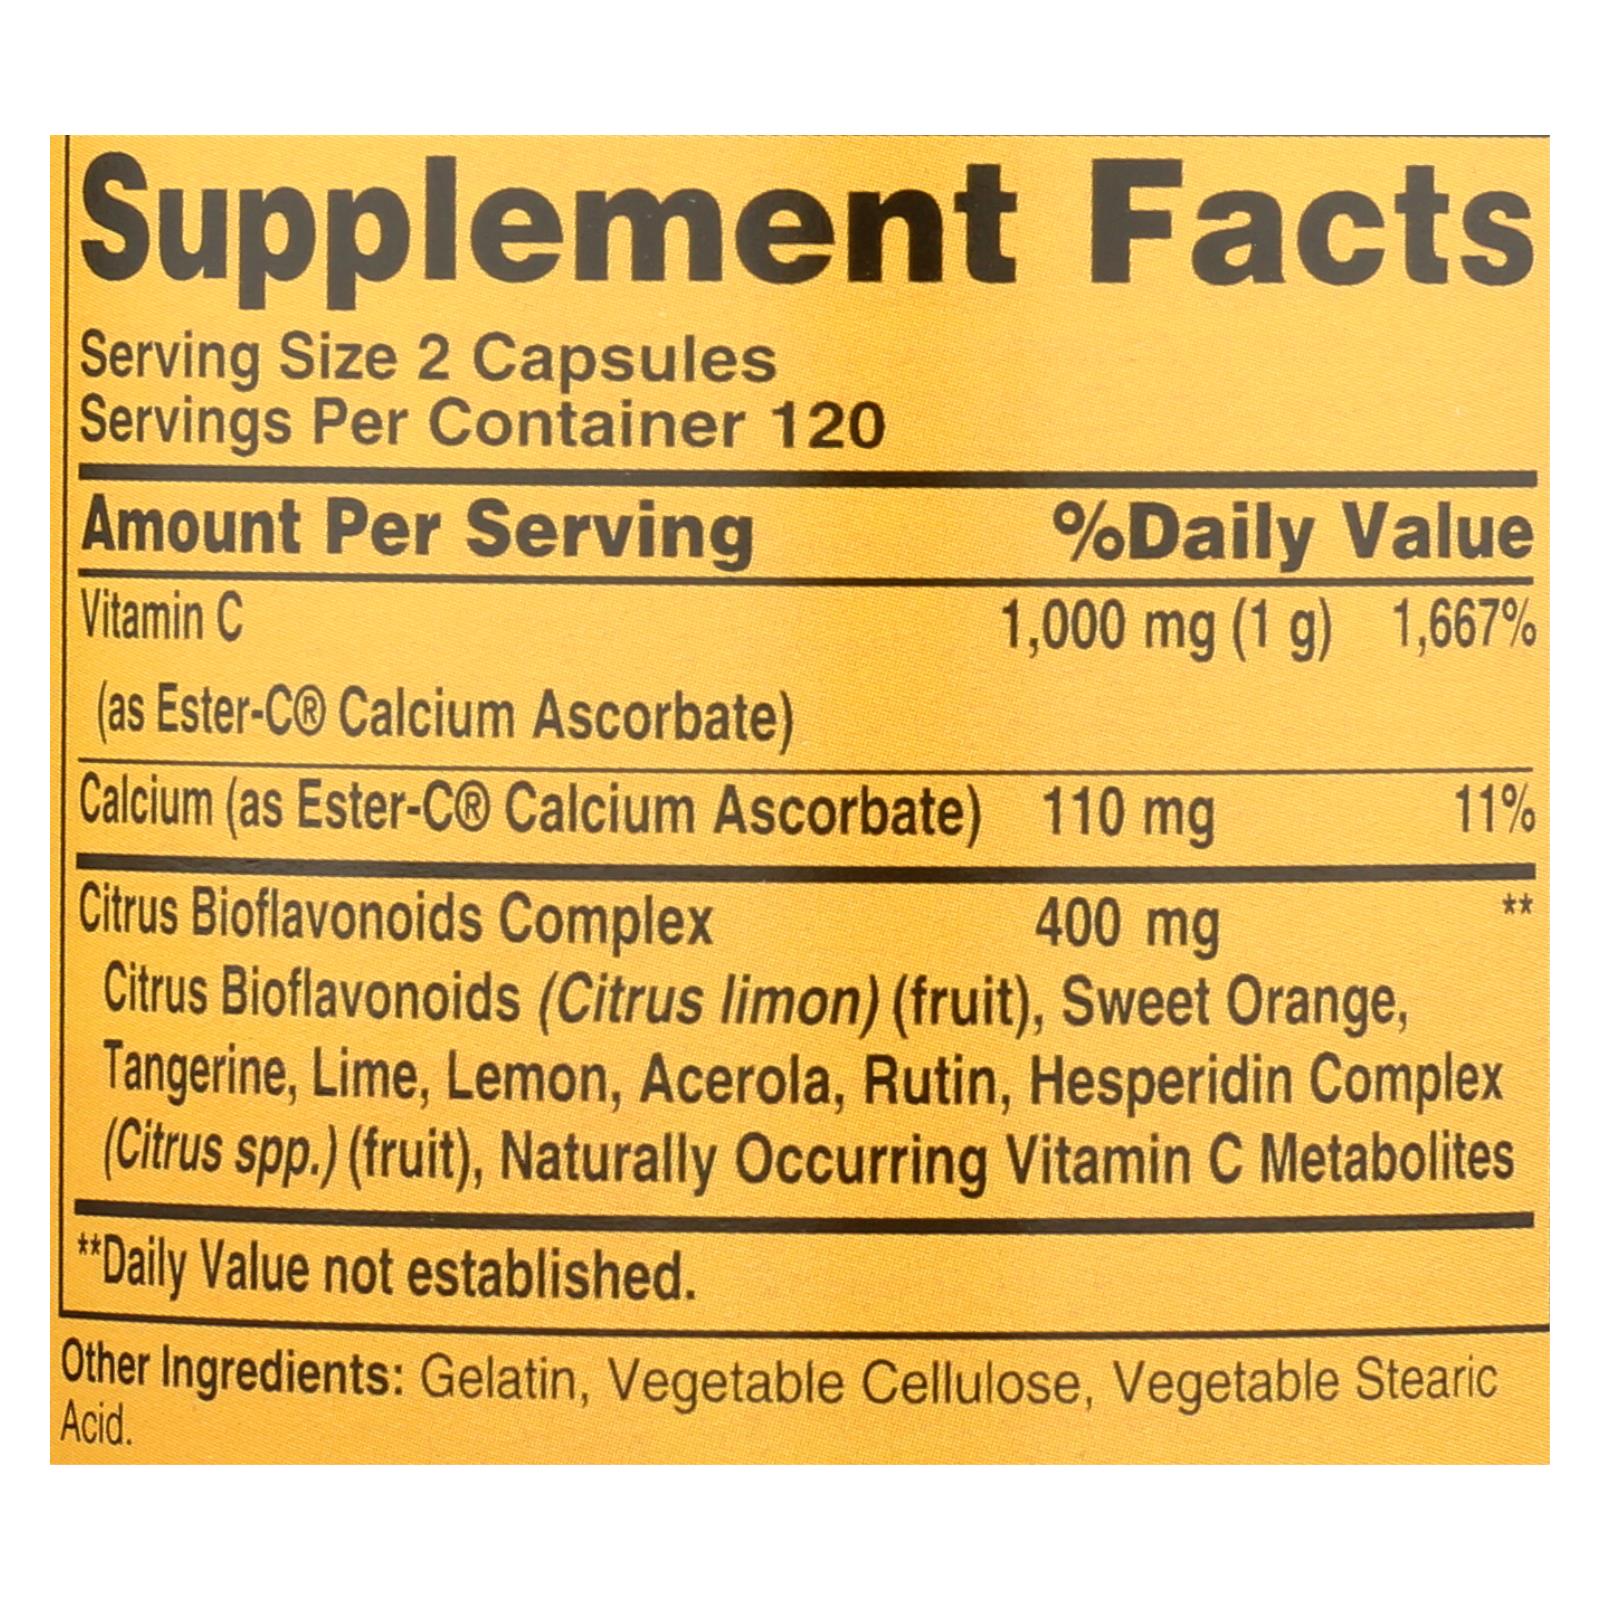 Supplement Facts
Serving Size 2 Capsules
Servings Per Container 120
Amount Per Serving %Daily Value
Vitamin C 1,000 mg (1 g) 1,667%
(as Ester-C® Calcium Ascorbate)
Calcium (as Ester-C® Calcium Ascorbate) 110 mg 11%
Citrus Bioflavonoids Complex 400 mg **
Citrus Bioflavonoids (Citrus limon) (fruit), Sweet Orange,
Tangerine, Lime, Lemon, Acerola, Rutin, Hesperidin Complex
(Citrus spp.) (fruit), Naturally Occurring Vitamin C Metabolites
**Daily Value not established.
Other Ingredients: Gelatin, Vegetable Cellulose, Vegetable Stearic
Acid.